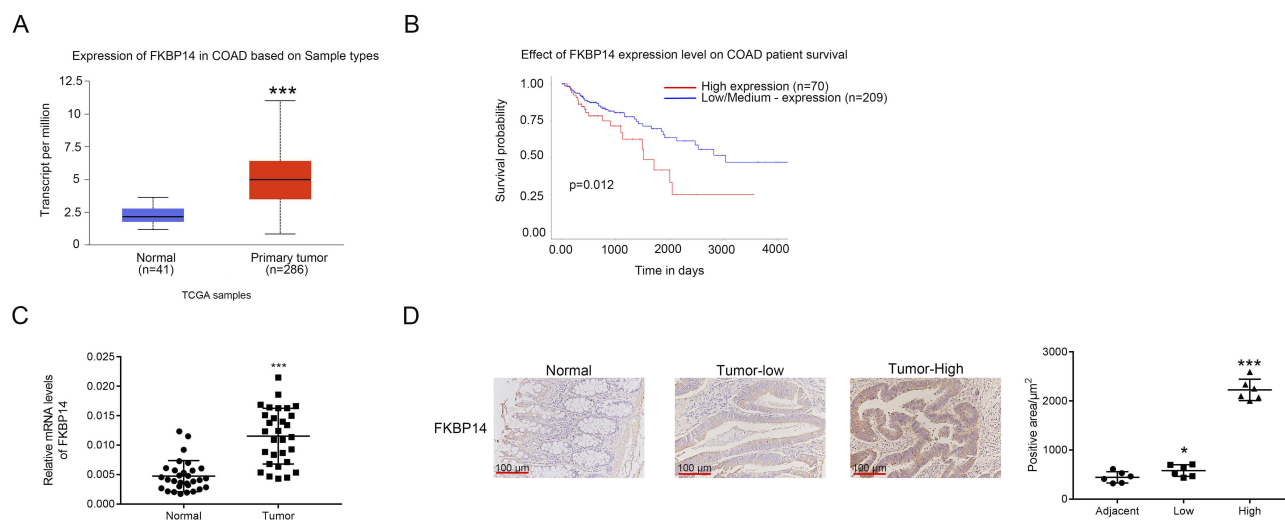 A
Expression of FKBP14 in COAD based on Sample types
Transcript per million
12.5
10
7.5
5
2.5
0
***
Normal
(n=41)
Primary tumor
(n=286)
TCGA samples
B
Effect of FKBP14 expression level on COAD patient survival
Survival probability
1.00
0.75
0.50
0.25
0.00
High expression (n=70)
Low/Medium - expression (n=209)
p=0.012
0.00
1000
2000
3000
4000
Time in days
C
Relative mRNA levels
of FKBP14
0.025
0.020
0.015
0.010
0.005
0.000
***
Normal
Tumor
D
FKBP14
Normal
100 μm
Tumor-low
100 μm
Tumor-High
100 μm
Positive area/μm²
3000
2000
1000
0
*
***
Adjacent
Low
High